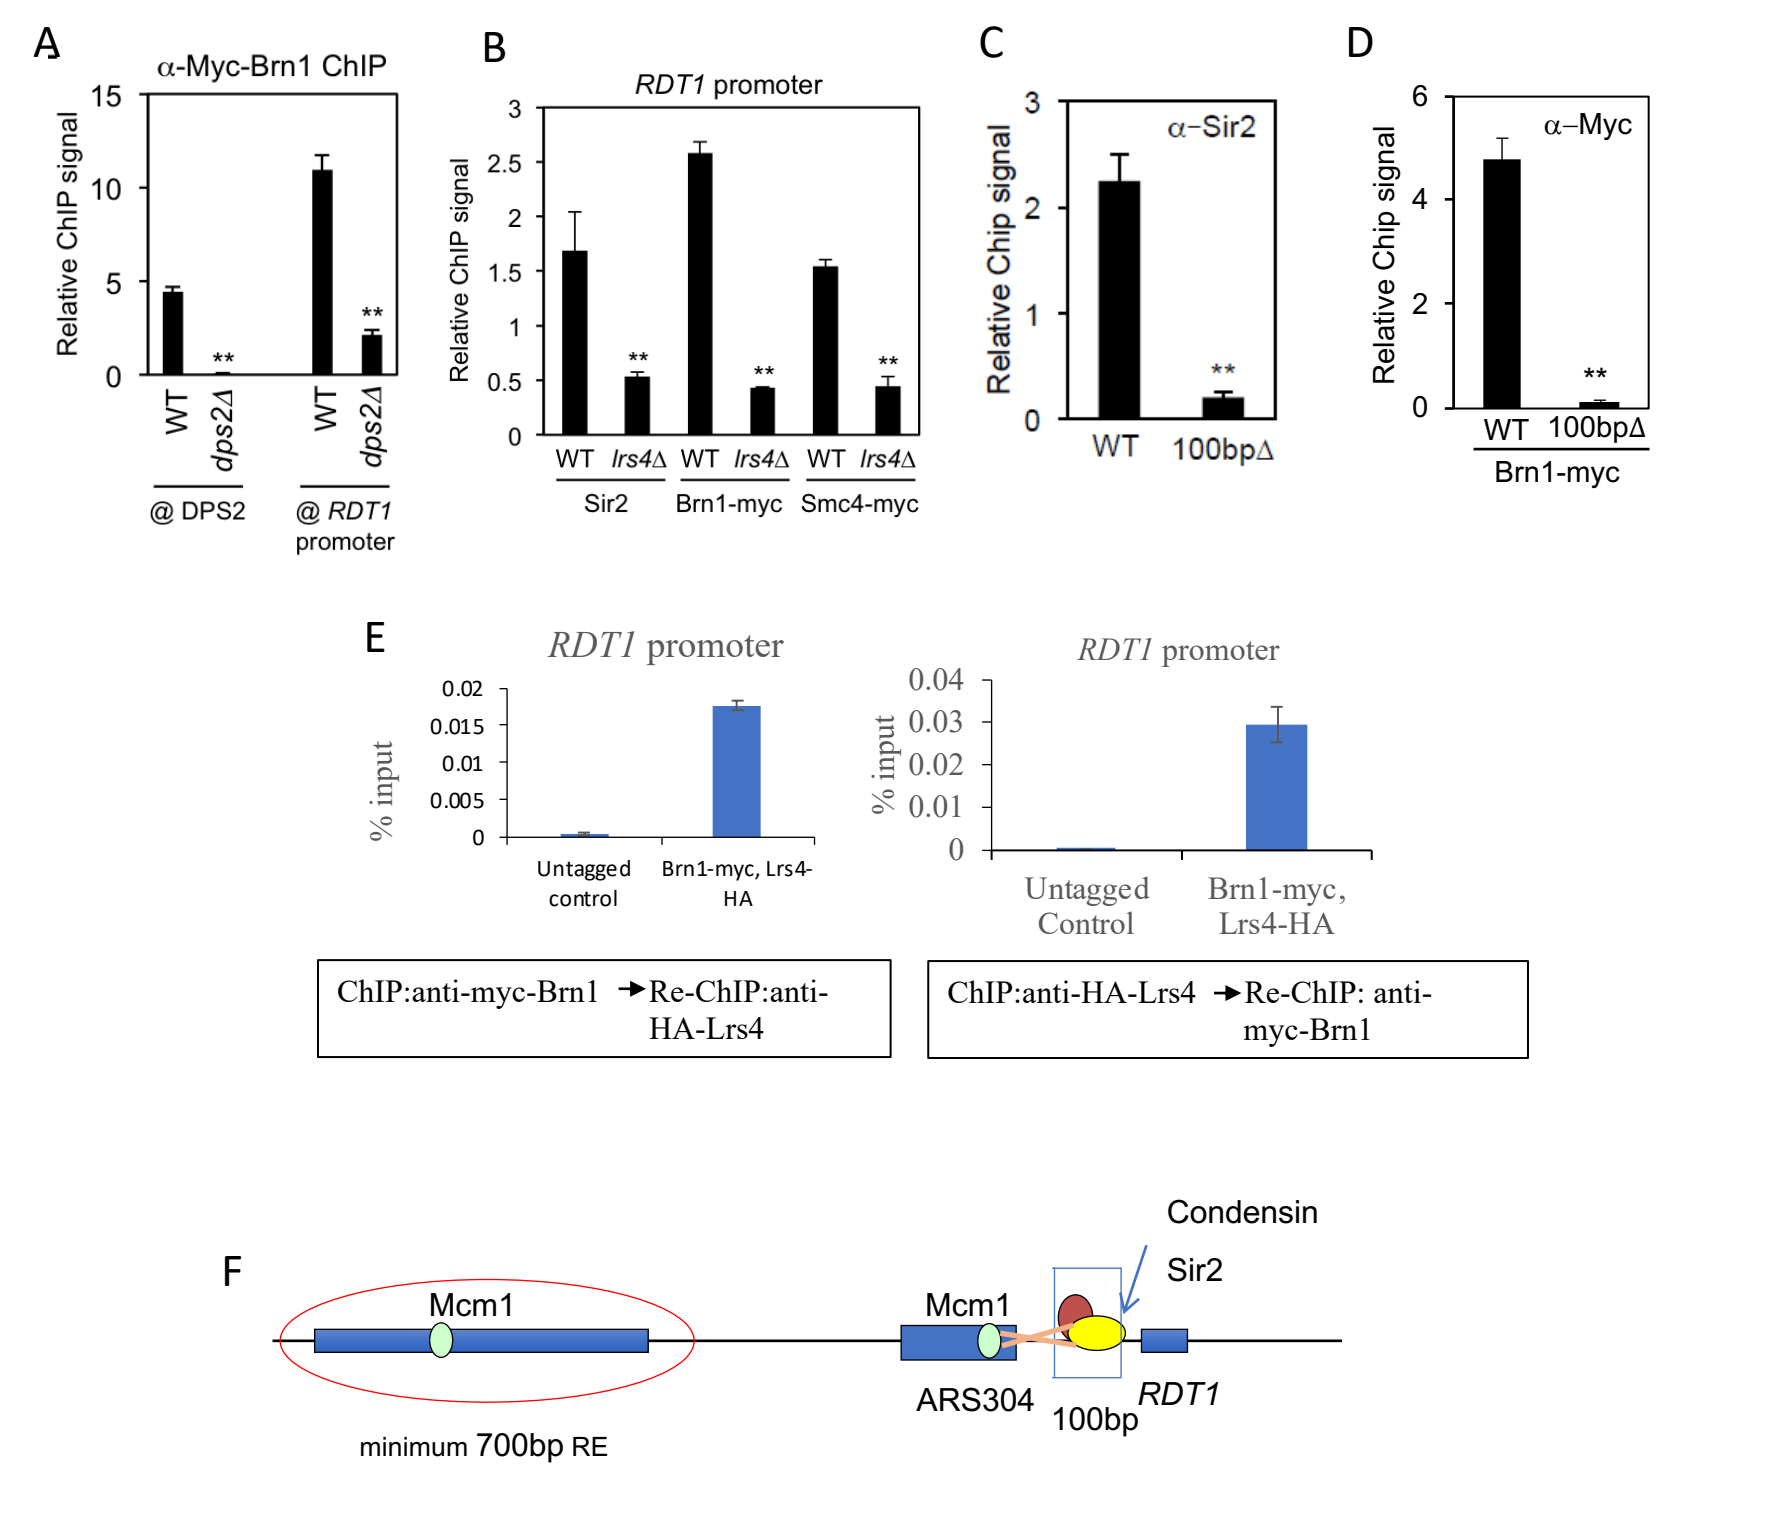 A
α-Myc-Brn1 ChIP
Relative ChIP signal
15
10
5
0
**
**
WT
dps2Δ
WT
dps2Δ
@ DPS2
@ RDT1
promoter
B
RDT1 promoter
Relative ChIP signal
3
2.5
2
1.5
1
0.5
0
**
**
**
WT lrs4Δ WT lrs4Δ WT lrs4Δ
Sir2 Brn1-myc Smc4-myc
C
Relative Chip signal
3
2
1
0
α-Sir2
**
WT 100bpΔ
D
Relative Chip signal
6
4
2
0
α-Myc
**
WT 100bpΔ
Brn1-myc
E
RDT1 promoter
% input
0.02
0.015
0.01
0.005
0
Untagged
control
Brn1-myc, Lrs4-
HA
ChIP:anti-myc-Brn1 → Re-ChIP:anti-
HA-Lrs4
RDT1 promoter
% input
0.04
0.03
0.02
0.01
0
Untagged
Control
Brn1-myc,
Lrs4-HA
ChIP:anti-HA-Lrs4 → Re-ChIP: anti-
myc-Brn1
F
Condensin
Sir2
Mcm1
Mcm1
ARS304
100bp
RDT1
minimum 700bp RE